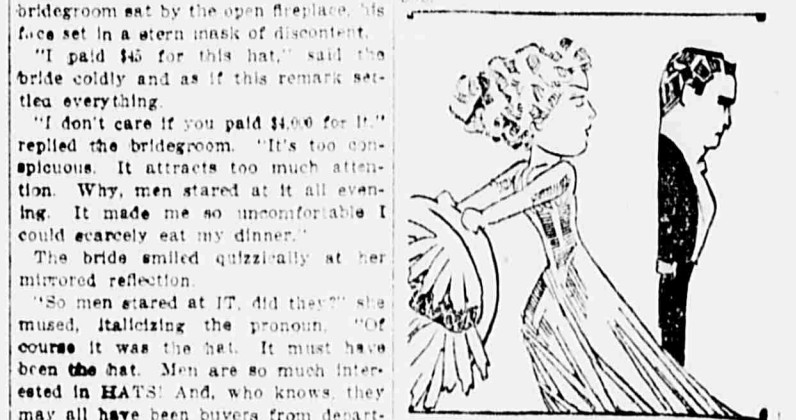 bridegroom sat by the open fireplace, his
face set in a stern mask of discontent.
"I paid $45 for this hat," said the
bride coldly and as if this remark set-
tled everything.
"I don't care if you paid $4,000 for it,"
replied the bridegroom. "It's too con-
spicuous. It attracts too much atten-
tion. Why, men stared at it all even-
ing. It made me so uncomfortable I
could scarcely eat my dinner."
The bride smiled quizzically at her
mirrored reflection.
"So men stared at IT, did they?" she
mused, italicizing the pronoun. "Of
course it was the hat. It must have
been the hat. Men are so much inter-
ested in HATS! And, who knows, they
may all have been buyers from depart-